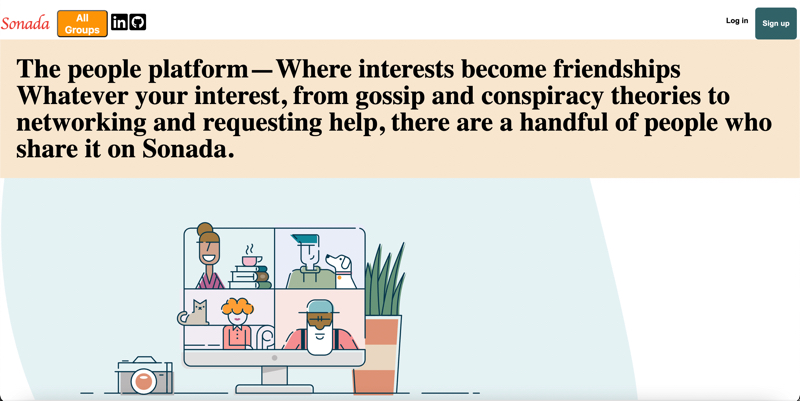 Sonada
All
Groups
in
Log in
Sign up
The people platform—Where interests become friendships
Whatever your interest, from gossip and conspiracy theories to
networking and requesting help, there are a handful of people who
share it on Sonada.